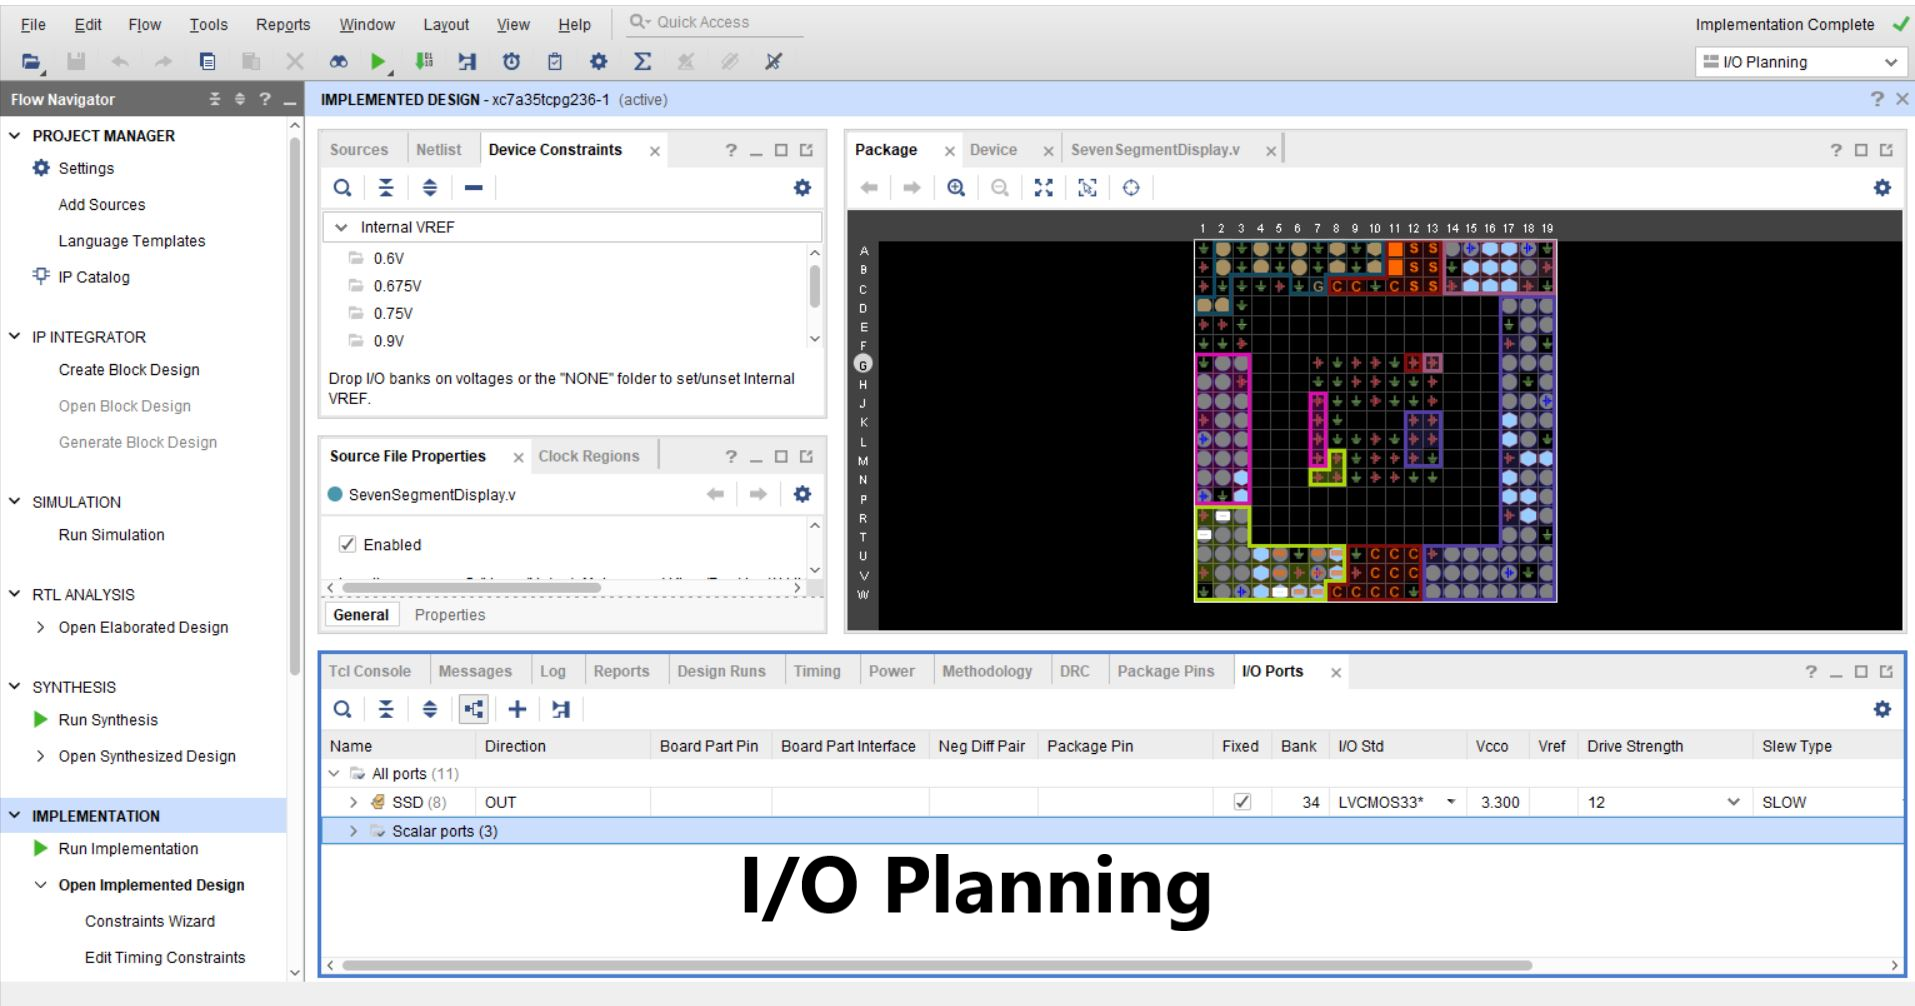 File Edit Flow Tools Reports Window Layout View Help Quick Access Implementation Complete
I/O Planning
Flow Navigator ? IMPLEMENTED DESIGN - xc7a35tcpg236-1 (active) ?
PROJECT MANAGER
Settings
Add Sources
Language Templates
IP Catalog
IP INTEGRATOR
Create Block Design
Open Block Design
Generate Block Design
SIMULATION
Run Simulation
RTL ANALYSIS
Open Elaborated Design
SYNTHESIS
Run Synthesis
Open Synthesized Design
IMPLEMENTATION
Run Implementation
Open Implemented Design
Constraints Wizard
Edit Timing Constraints
Sources Netlist Device Constraints ?
Internal VREF
0.6V
0.675V
0.75V
0.9V
Drop I/O banks on voltages or the "NONE" folder to set/unset Internal
VREF.
Source File Properties Clock Regions ?
SevenSegmentDisplay.v
Enabled
General Properties
Package Device SevenSegmentDisplay.v ?
1 2 3 4 5 6 7 8 9 10 11 12 13 14 15 16 17 18 19
A S S
B S S
C G C C C S S
D
E
F
G
H
J
K
L
M
N
P
R
T
U C C C
V C C C
W C C C C
Tcl Console Messages Log Reports Design Runs Timing Power Methodology DRC Package Pins I/O Ports ?
Name Direction Board Part Pin Board Part Interface Neg Diff Pair Package Pin Fixed Bank I/O Std Vcco Vref Drive Strength Slew Type
All ports (11)
SSD (8) OUT 34 LVCMOS33* 3.300 12 SLOW
Scalar ports (3)
I/O Planning